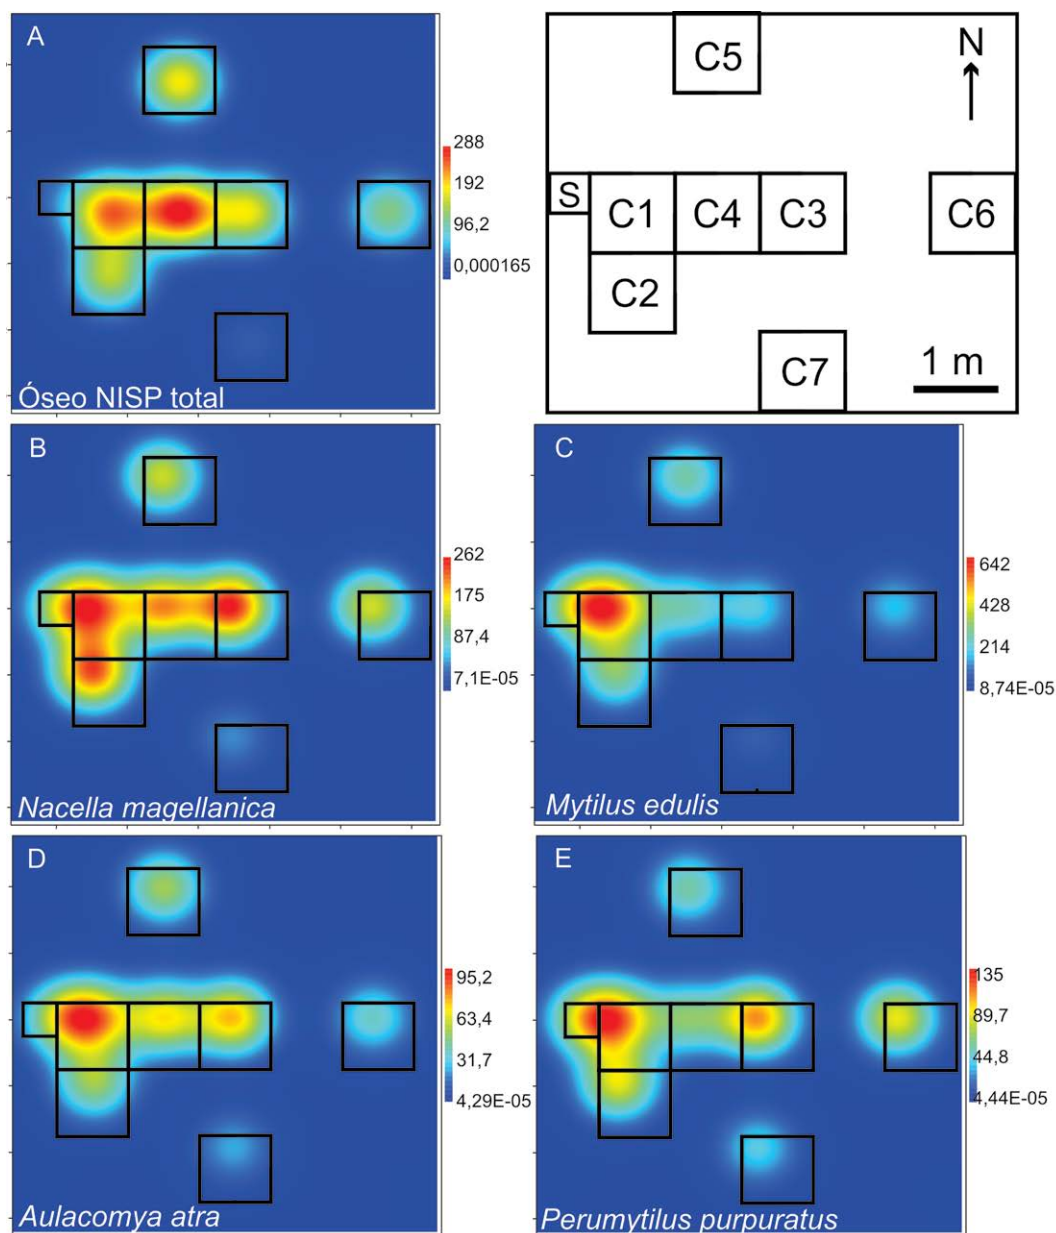 A
288
192
96,2
0,000165
Óseo NISP total
C5
N
S
C1
C4
C3
C6
C2
C7
1 m
B
262
175
87,4
7,1E-05
Nacella magellanica
C
642
428
214
8,74E-05
Mytilus edulis
D
95,2
63,4
31,7
4,29E-05
Aulacomya atra
E
135
89,7
44,8
4,44E-05
Perumytilus purpuratus